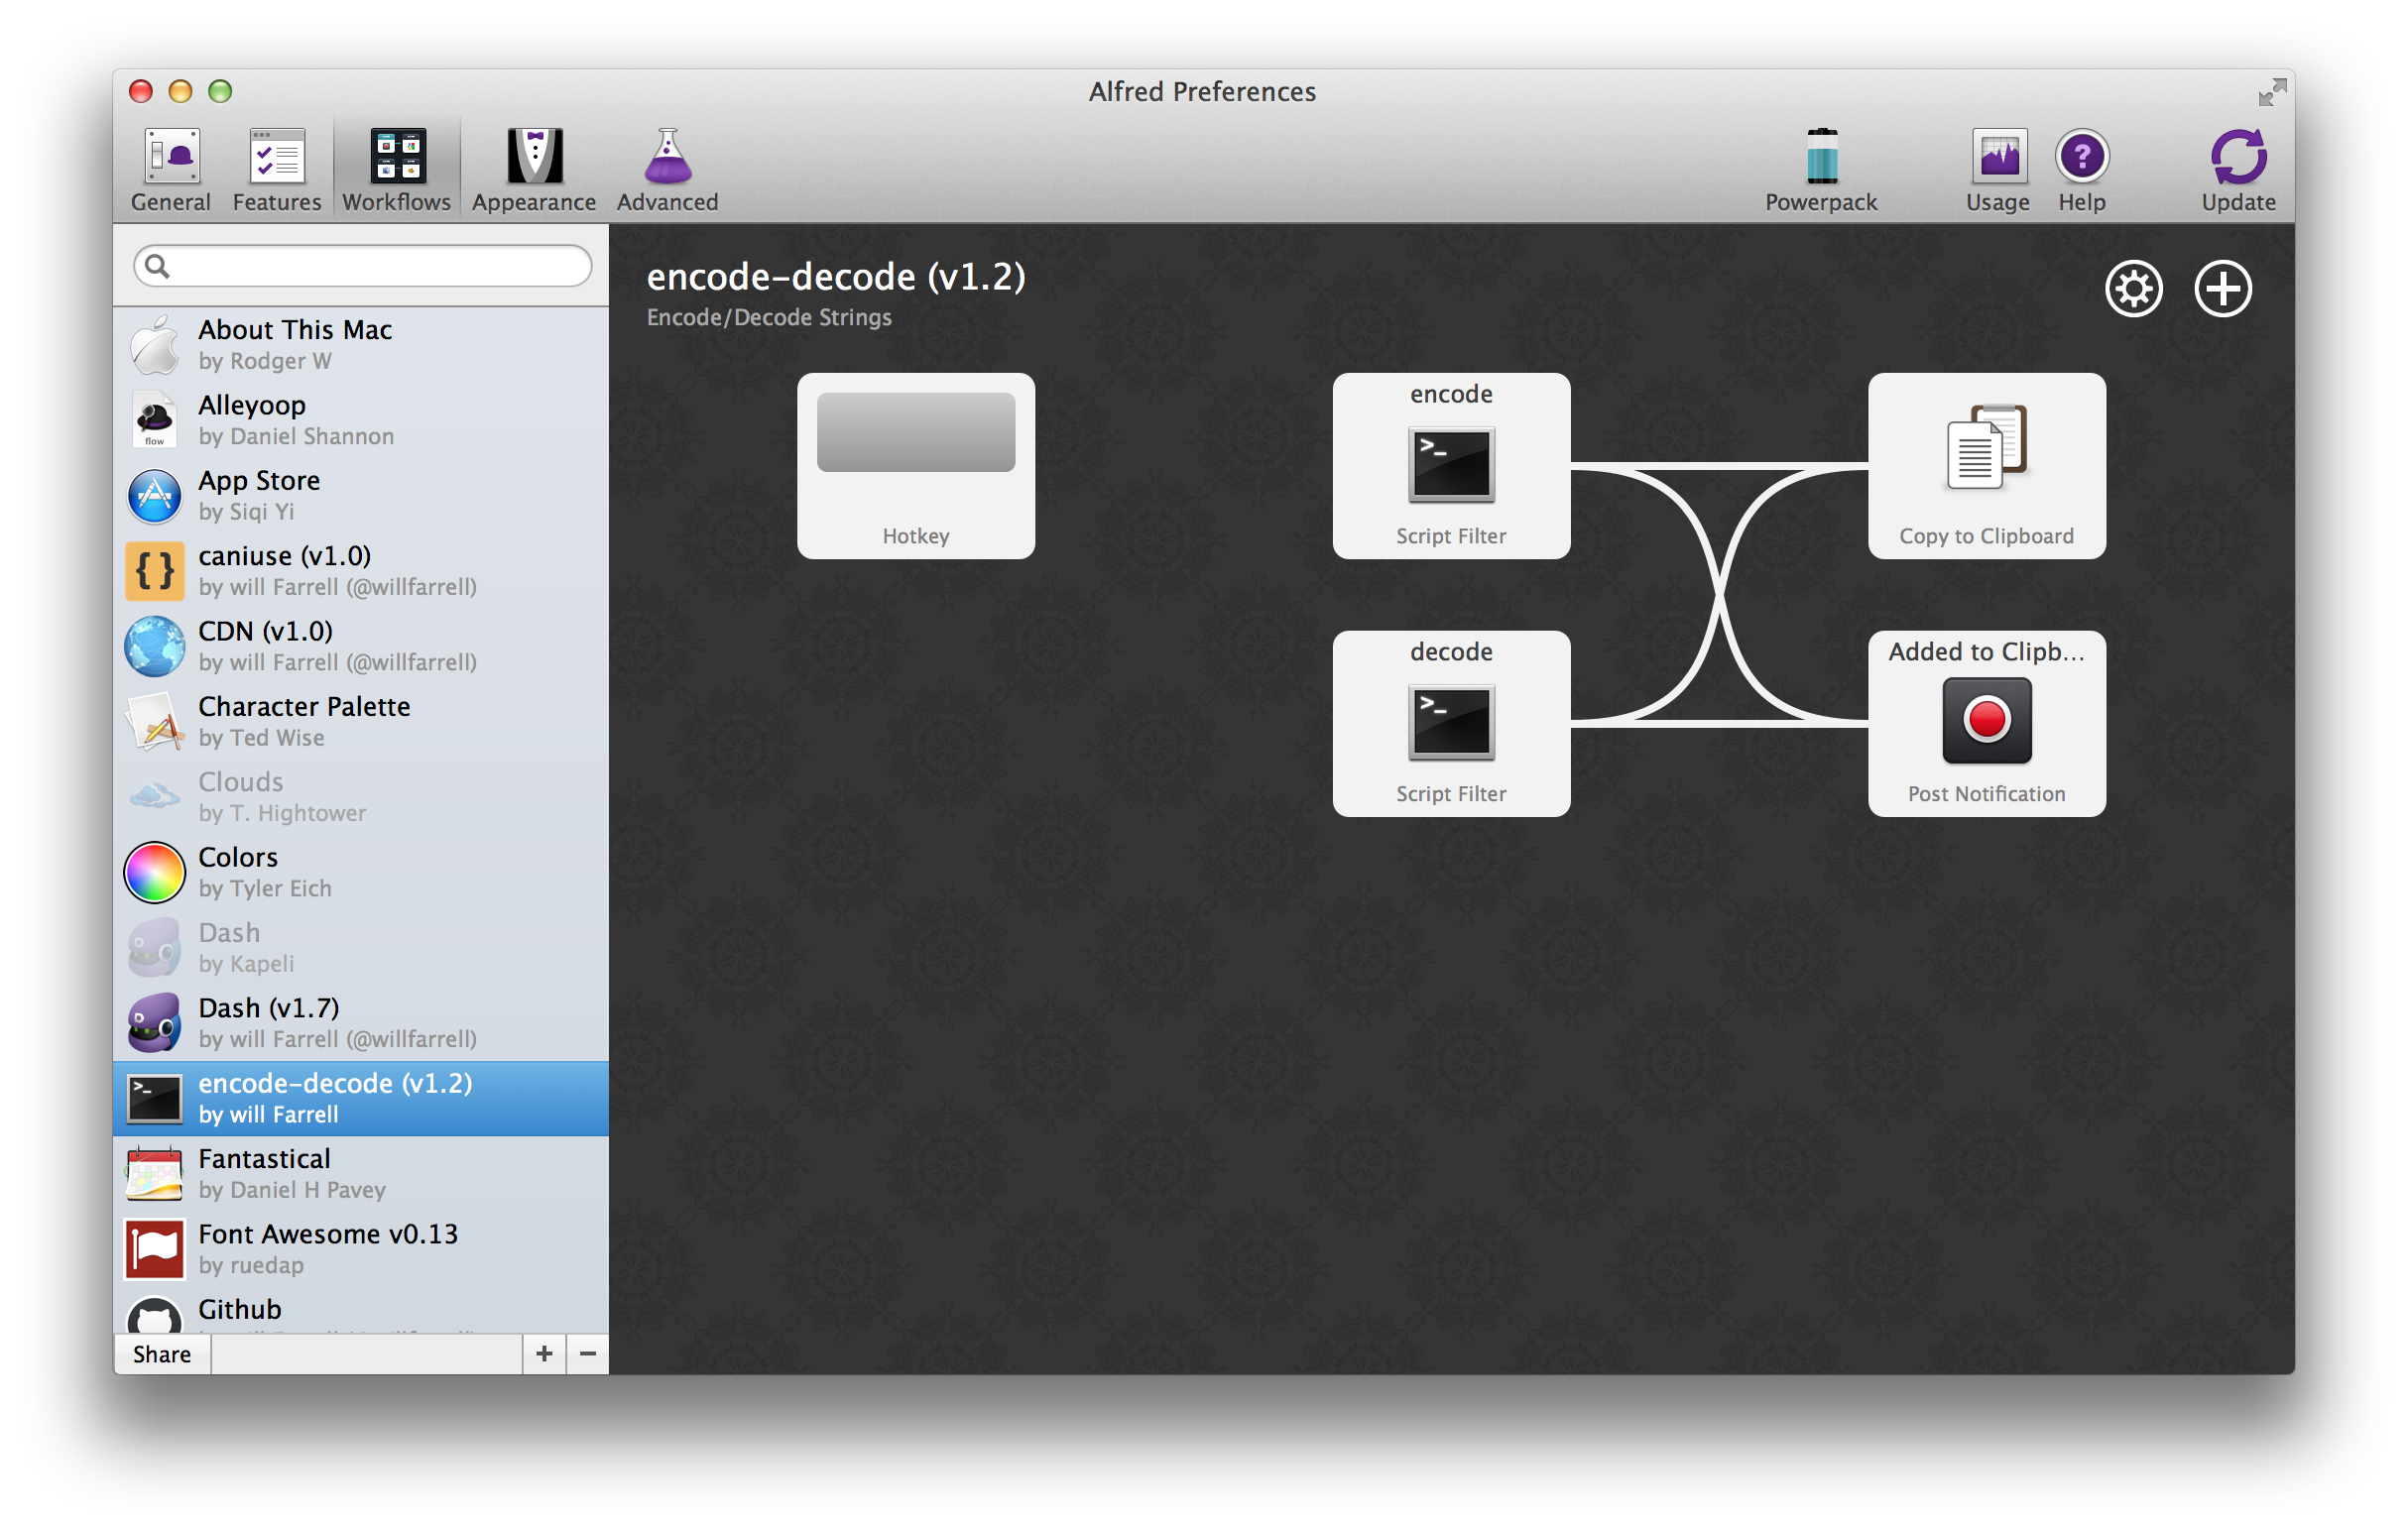 Alfred Preferences
General
Features
Workflows
Appearance
Advanced
Powerpack
Usage
Help
Update
About This Mac
by Rodger W
Alleyoop
by Daniel Shannon
flow
App Store
by Siqi Yi
caniuse (v1.0)
by will Farrell (@willfarrell)
CDN (v1.0)
by will Farrell (@willfarrell)
Character Palette
by Ted Wise
Clouds
by T. Hightower
Colors
by Tyler Eich
Dash
by Kapeli
Dash (v1.7)
by will Farrell (@willfarrell)
encode-decode (v1.2)
by will Farrell
Fantastical
by Daniel H Pavey
Font Awesome v0.13
by ruedap
Github
Share
encode-decode (v1.2)
Encode/Decode Strings
Hotkey
encode
Script Filter
Copy to Clipboard
decode
Script Filter
Added to Clipb...
Post Notification